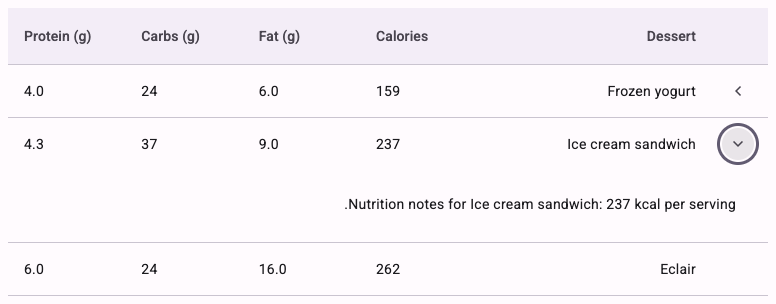 Protein (g) Carbs (g) Fat (g) Calories Dessert
4.0 24 6.0 159 Frozen yogurt
4.3 37 9.0 237 Ice cream sandwich
.Nutrition notes for Ice cream sandwich: 237 kcal per serving
6.0 24 16.0 262 Eclair